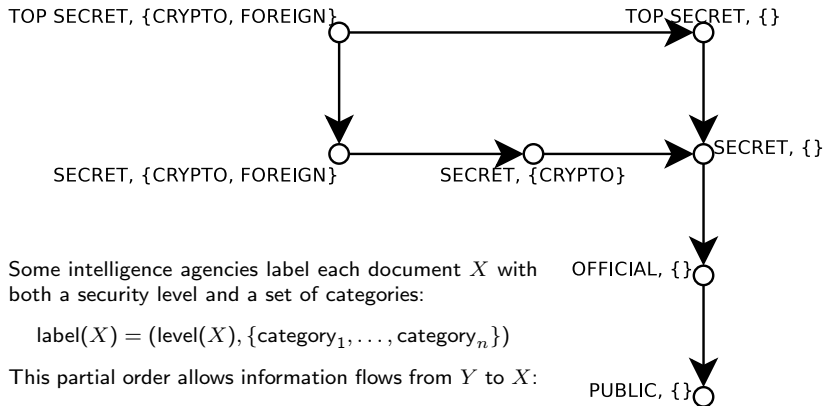 TOP SECRET, {CRYPTO, FOREIGN}
TOP SECRET, {}
SECRET, {CRYPTO, FOREIGN}
SECRET, {CRYPTO}
SECRET, {}
OFFICIAL, {}
Some intelligence agencies label each document X with
both a security level and a set of categories:
label(X) = (level(X), {category₁, . . . , categoryₙ})
This partial order allows information flows from Y to X:
PUBLIC, {}